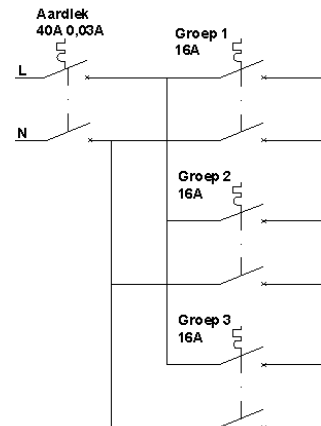 Aardlek
40A 0,03A
Groep 1
16A
L
N
Groep 2
16A
Groep 3
16A